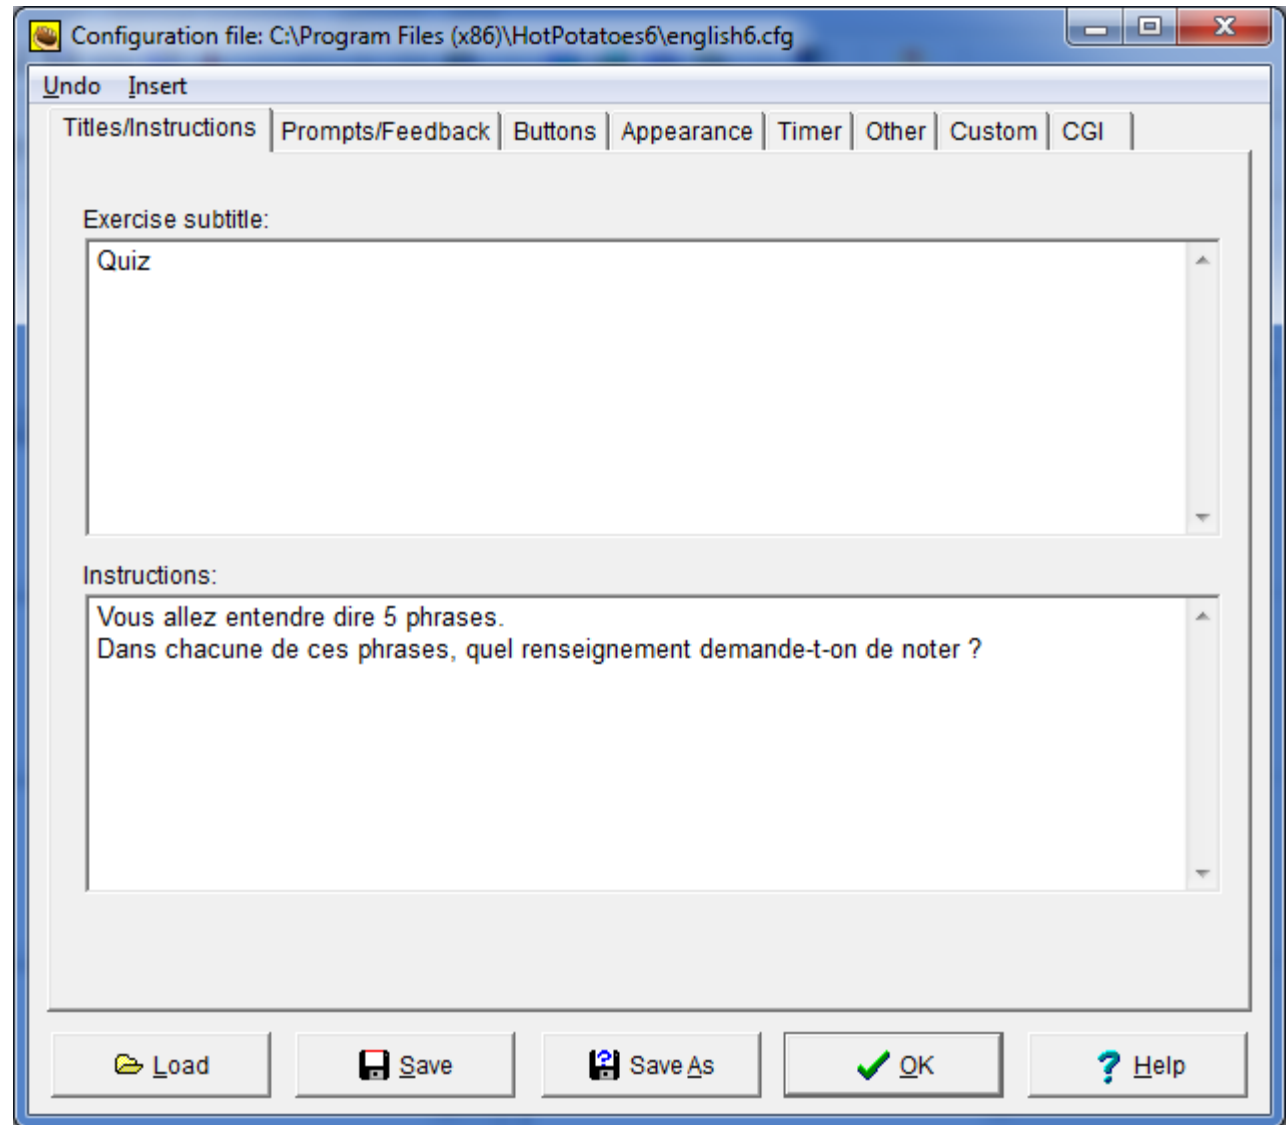 Configuration file: C:\Program Files (x86)\HotPotatoes6\english6.cfg
Undo Insert
Titles/Instructions Prompts/Feedback Buttons Appearance Timer Other Custom CGI
Exercise subtitle:
Quiz
Instructions:
Vous allez entendre dire 5 phrases.
Dans chacune de ces phrases, quel renseignement demande-t-on de noter ?
Load Save Save As OK Help